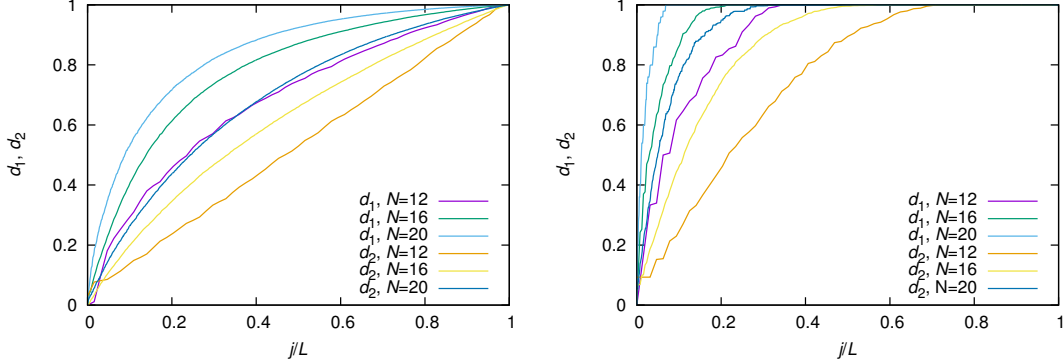 1
0.8
0.6
0.4
0.2
0
d₁, d₂
0 0.2 0.4 0.6 0.8 1
j/L
d₁, N=12
d₁, N=16
d₁, N=20
d₂, N=12
d₂, N=16
d₂, N=20
1
0.8
0.6
0.4
0.2
0
d₁, d₂
0 0.2 0.4 0.6 0.8 1
j/L
d₁, N=12
d₁, N=16
d₁, N=20
d₂, N=12
d₂, N=16
d₂, N=20